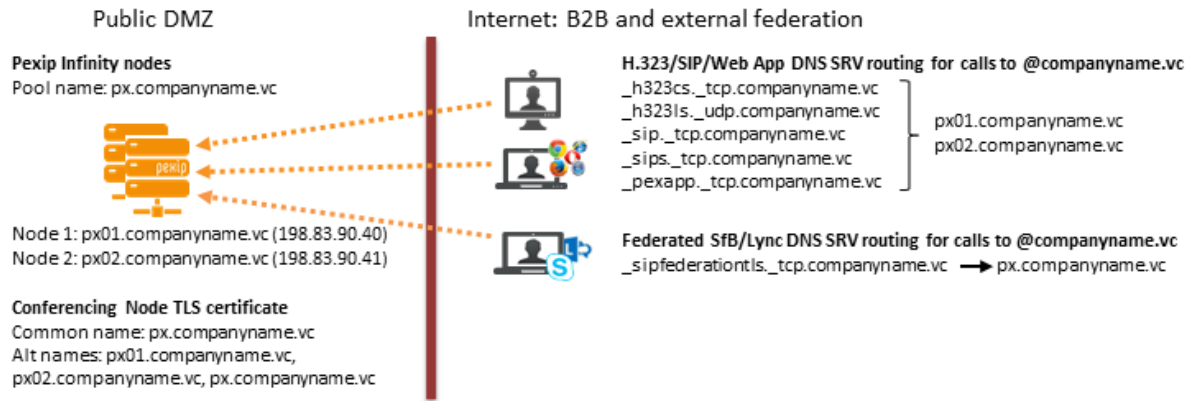 Public DMZ
Internet: B2B and external federation
Pexip Infinity nodes
Pool name: px.companyname.vc
pexip
Node 1: px01.companyname.vc (198.83.90.40)
Node 2: px02.companyname.vc (198.83.90.41)
Conferencing Node TLS certificate
Common name: px.companyname.vc
Alt names: px01.companyname.vc,
px02.companyname.vc, px.companyname.vc
H.323/SIP/Web App DNS SRV routing for calls to @companyname.vc
_h323cs._tcp.companyname.vc
_h323ls._udp.companyname.vc
_sip._tcp.companyname.vc
_sips._tcp.companyname.vc
_pexapp._tcp.companyname.vc
px01.companyname.vc
px02.companyname.vc
Federated SfB/Lync DNS SRV routing for calls to @companyname.vc
_sipfederationtls._tcp.companyname.vc → px.companyname.vc